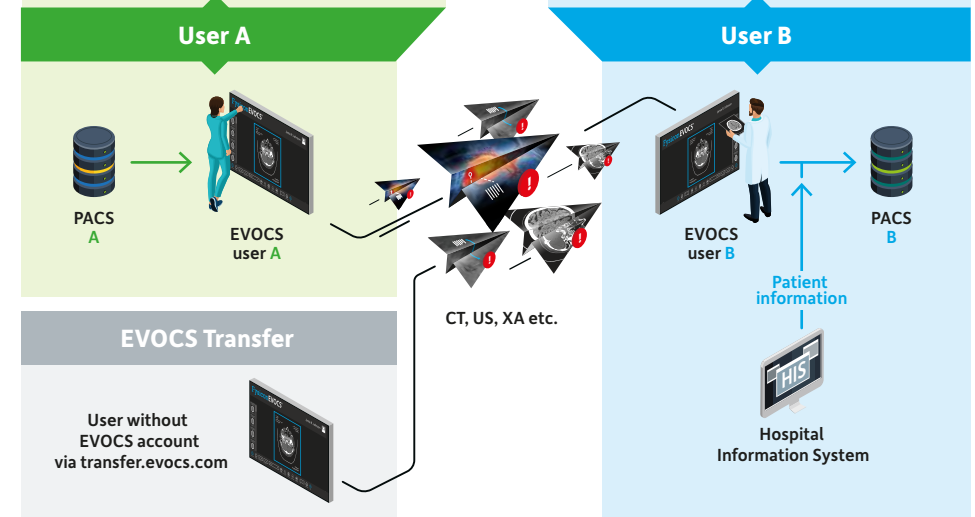 User A
User B
PACS
A
EVOCS
user A
CT, US, XA etc.
EVOCS
user B
PACS
B
Patient
information
HIS
Hospital
Information System
EVOCS Transfer
User without
EVOCS account
via transfer.evocs.com